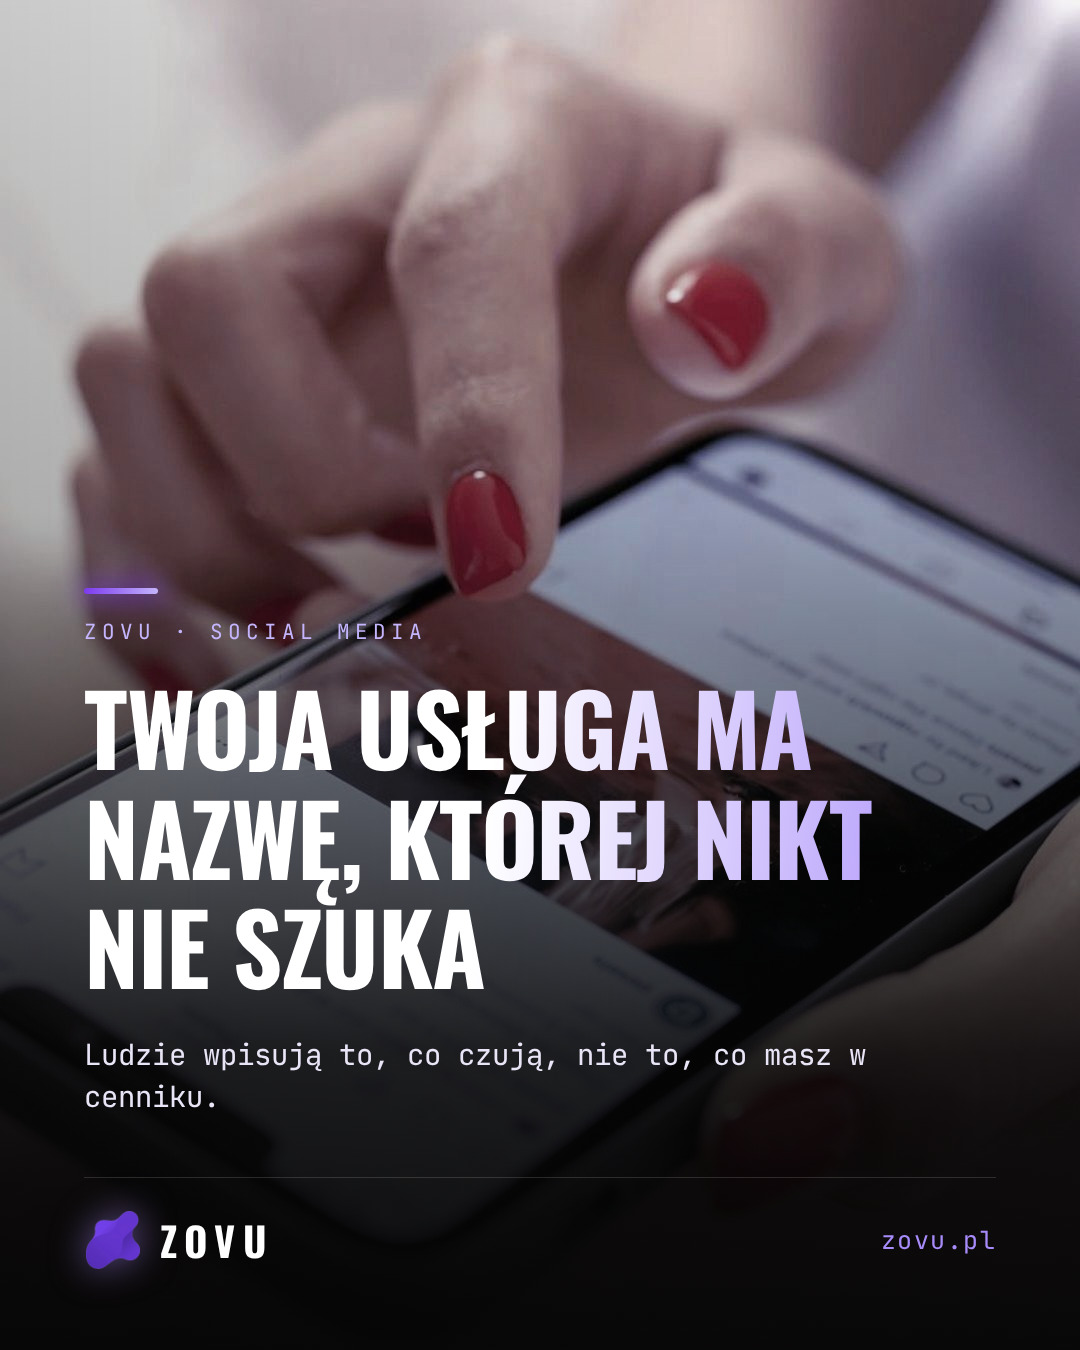 ZOVU · SOCIAL MEDIA
TWOJA USŁUGA MA
NAZWĘ, KTÓREJ NIKT
NIE SZUKA
Ludzie wpisują to, co czują, nie to, co masz w
cenniku.
ZOVU
zovu.pl